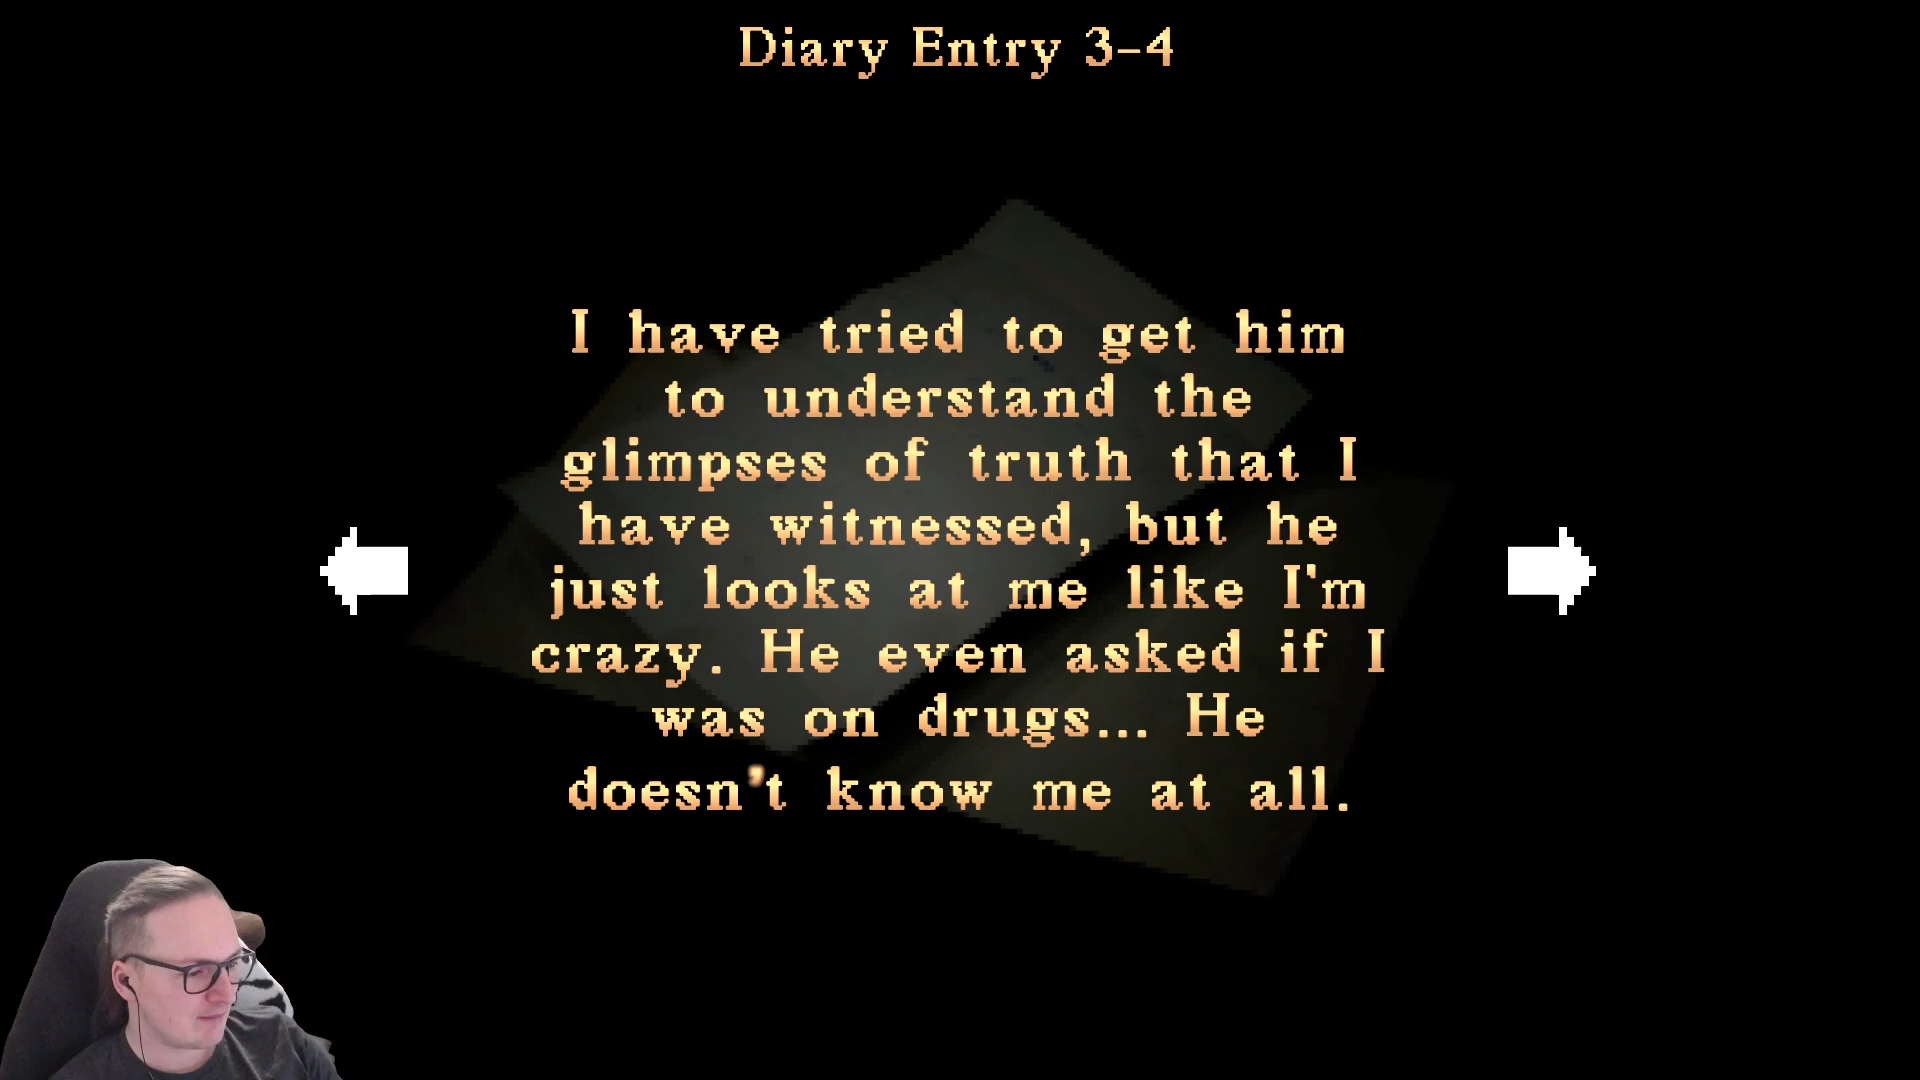 Diary Entry 3-4
I have tried to get him
to understand the
glimpses of truth that I
have witnessed, but he
just looks at me like I'm
crazy. He even asked if I
was on drugs... He
doesn't know me at all.